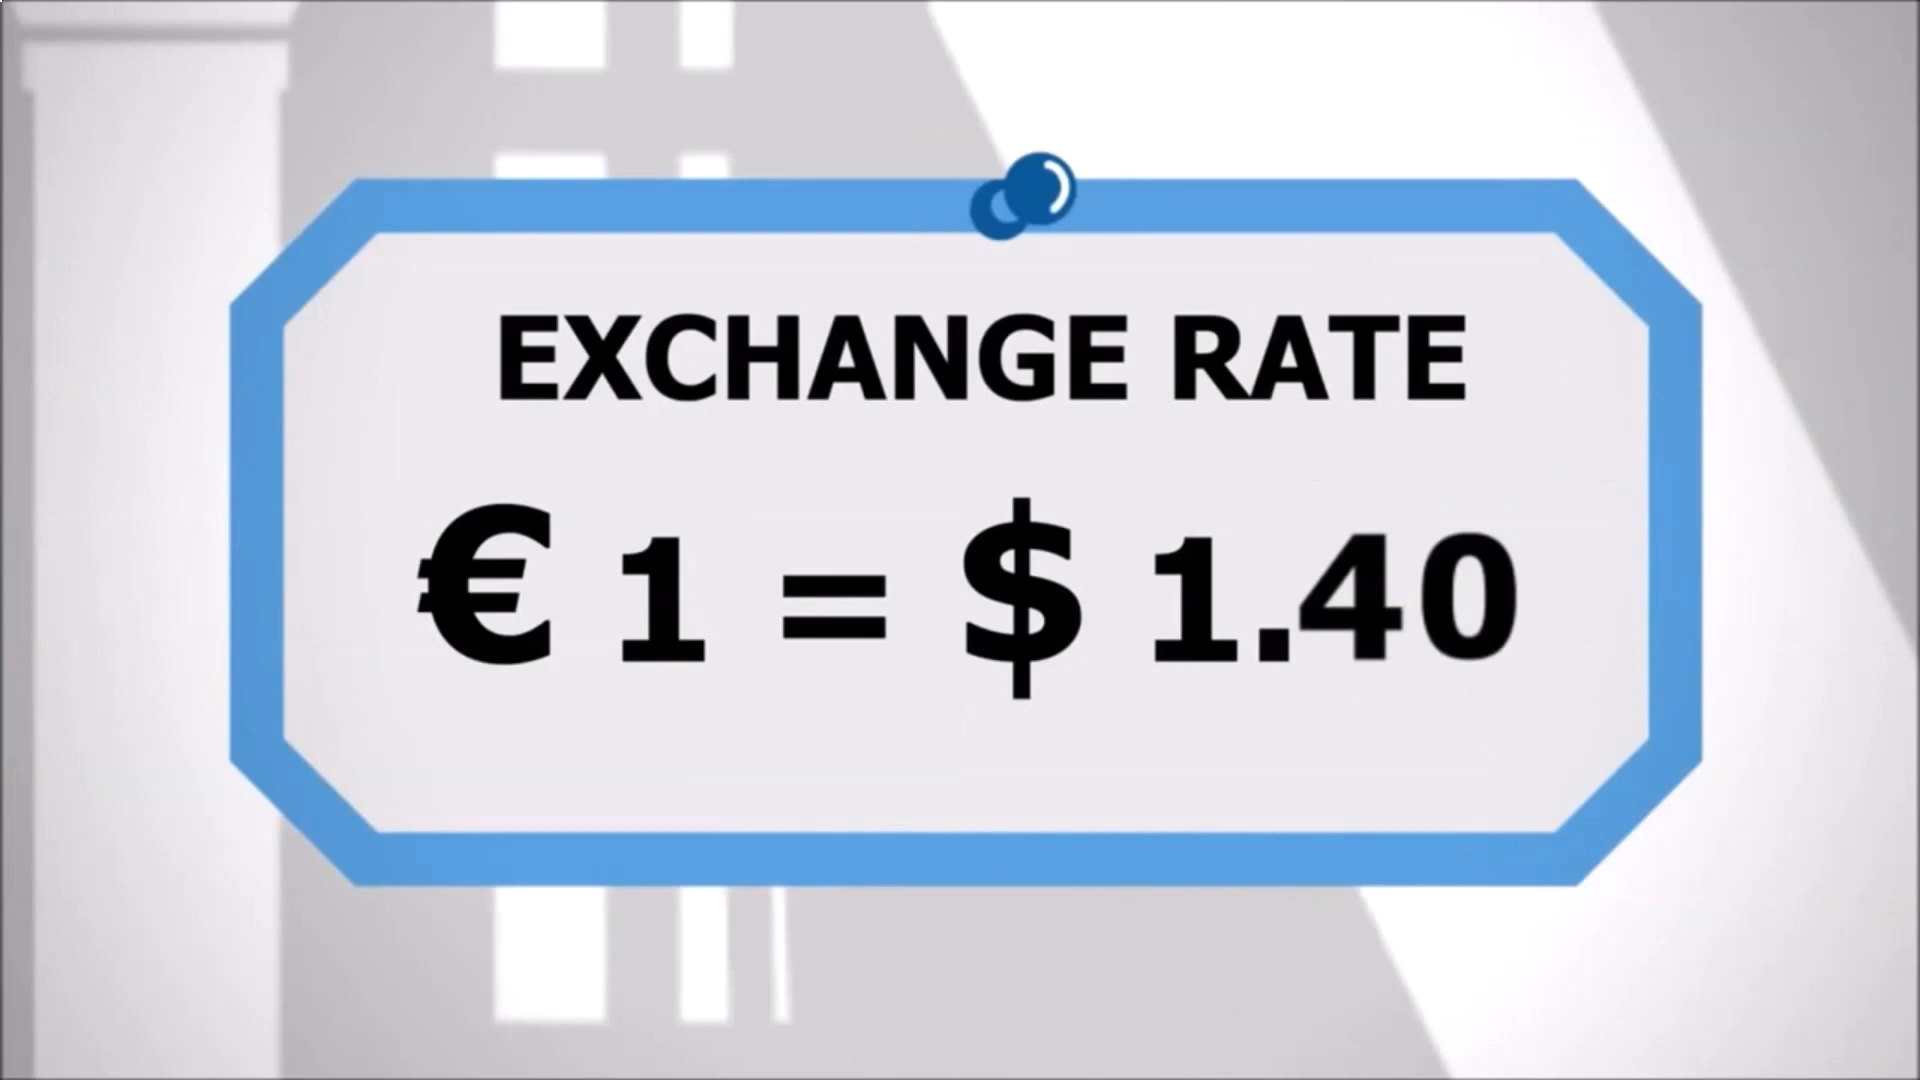 EXCHANGE RATE
€ 1 = $ 1.40